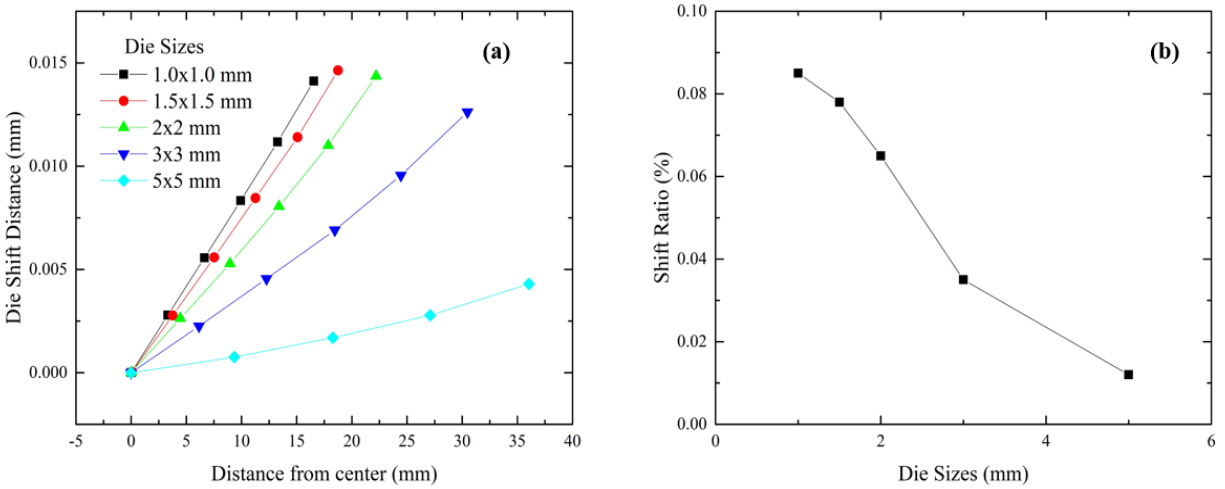 (a)
Die Sizes
1.0x1.0 mm
1.5x1.5 mm
2x2 mm
3x3 mm
5x5 mm
0.015
0.010
0.005
0.000
Die Shift Distance (mm)
-5 0 5 10 15 20 25 30 35 40
Distance from center (mm)
(b)
0.10
0.08
0.06
0.04
0.02
0.00
Shift Ratio (%)
0 2 4 6
Die Sizes (mm)